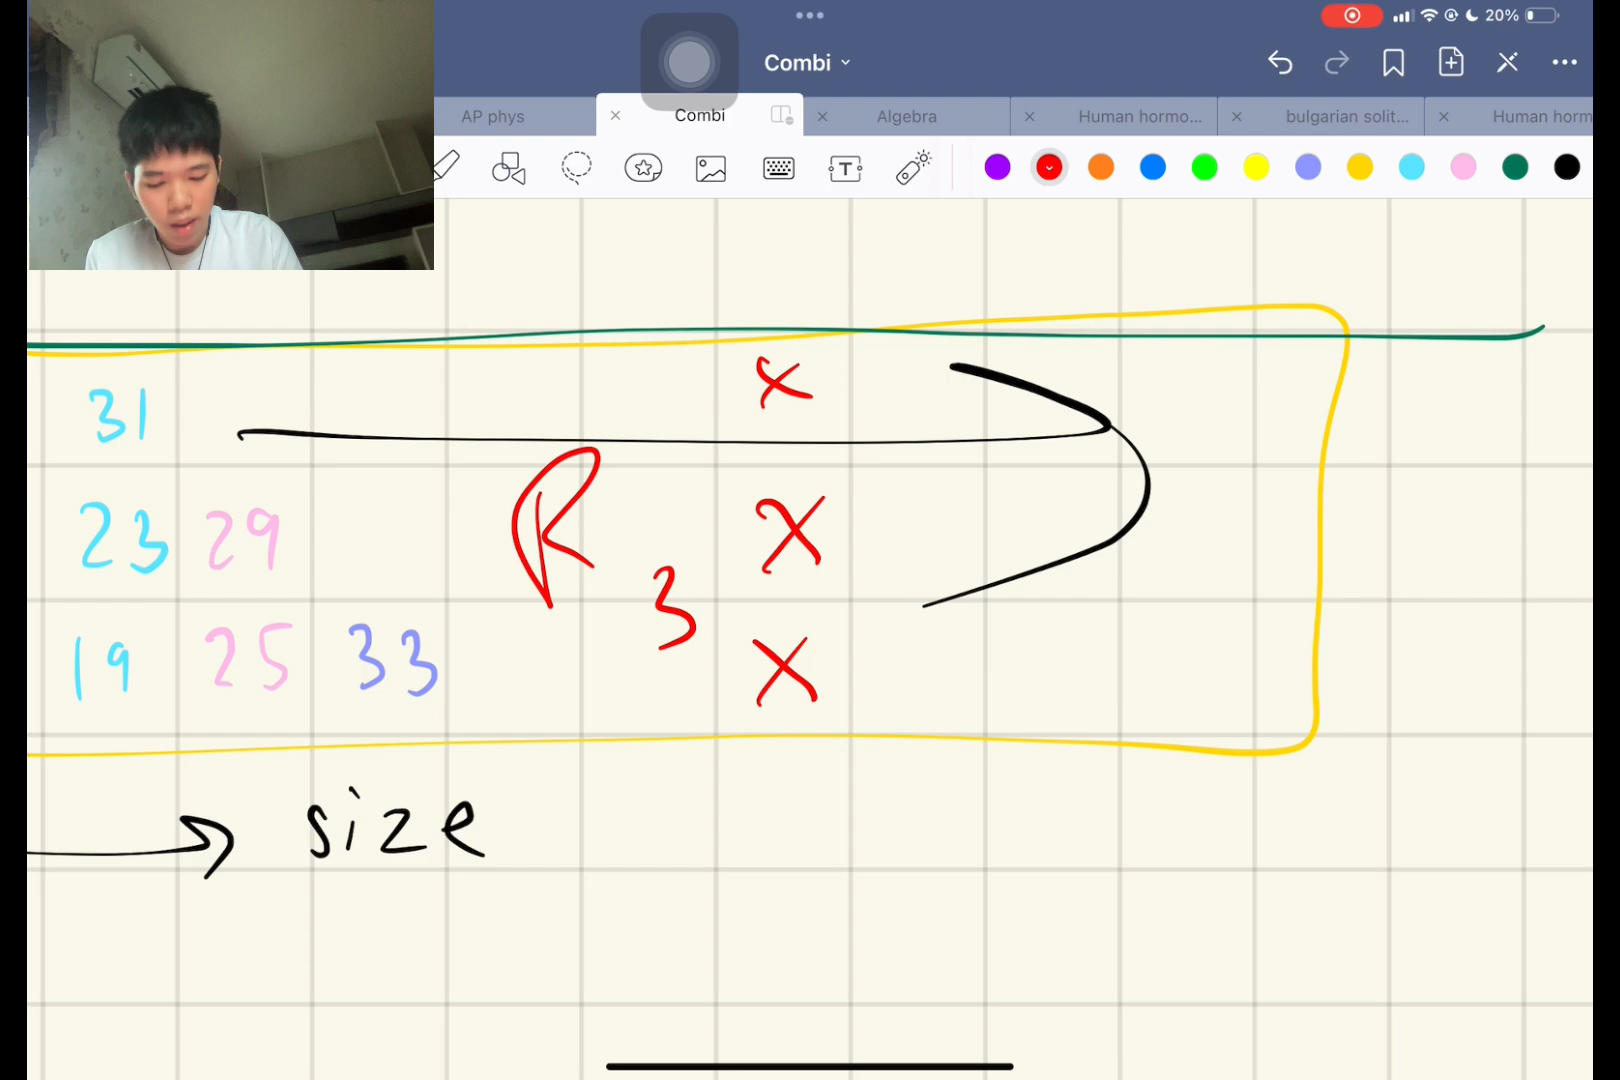 20%
Combi
AP phys
Combi
Algebra
Human hormo...
bulgarian solit...
Human horm
T
31
x
23 29
R
3
X
19 25 33
X
size